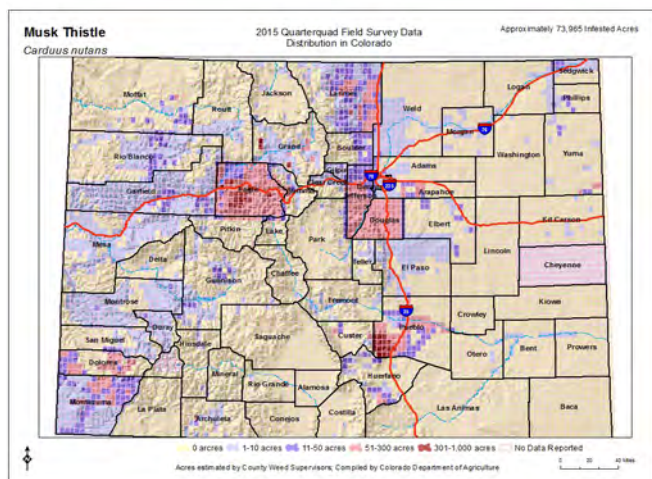 Musk Thistle
Carduus nutans
2015 Quarterquad Field Survey Data
Distribution in Colorado
Approximately 73,965 Infested Acres
Moffat
Routt
Jackson
Larimer
Weld
Logan
Sedgwick
Phillips
Morgan
76
Rio Blanco
Grand
Boulder
Adams
Washington
Yuma
Garfield
Eagle
Arapahoe
Douglas
Elbert
Kit Carson
Pitkin
Lake
Park
Mesa
Delta
Chaffee
Teller
El Paso
Lincoln
Cheyenne
Gunnison
Montrose
Fremont
Ouray
Crowley
Kiowa
San Miguel
Hinsdale
Saguache
Custer
Pueblo
Dolores
Otero
Bent
Prowers
Mineral
Rio Grande
Alamosa
Huerfano
Montezuma
La Plata
Archuleta
Conejos
Costilla
Las Animas
Baca
0 acres 1-10 acres 11-50 acres 51-300 acres 301-1,000 acres No Data Reported
Acres estimated by County Weed Supervisors; Compiled by Colorado Department of Agriculture